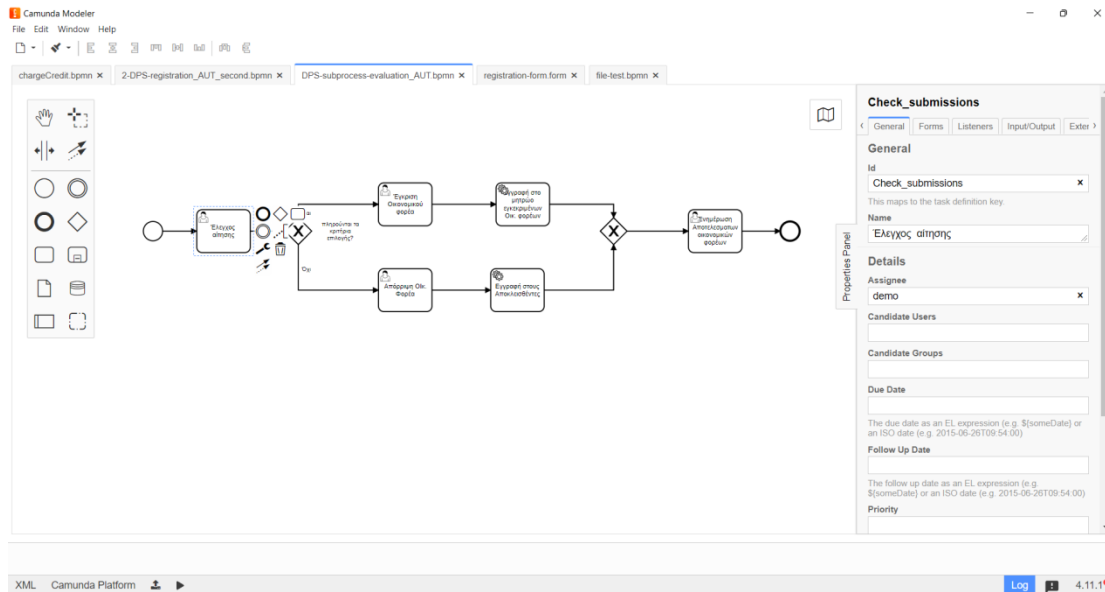 Camunda Modeler
File Edit Window Help
chargeCredit.bpmn × 2-DPS-registration_AUT_second.bpmn × DPS-subprocess-evaluation_AUT.bpmn × registration-form.form × file-test.bpmn ×
Έλεγχος
αίτησης
πληρούνται τα
κριτήρια
επιλογής?
Όχι
Έγκριση
Οικονομικού
φορέα
Εγγραφή στο
μητρώο
εγκεκριμένων
Οικ. φορέων
Απόρριψη Οικ.
Φορέα
Εγγραφή στους
Αποκλεισθέντες
Ενημέρωση
Αποτελεσματων
οικονομικών
φορέων
Properties Panel
Check_submissions
General Forms Listeners Input/Output Exter
General
Id
Check_submissions
This maps to the task definition key.
Name
Έλεγχος αίτησης
Details
Assignee
demo
Candidate Users
Candidate Groups
Due Date
The due date as an EL expression (e.g. ${someDate} or
an ISO date (e.g. 2015-06-26T09:54:00)
Follow Up Date
The follow up date as an EL expression (e.g.
${someDate} or an ISO date (e.g. 2015-06-26T09:54:00)
Priority
XML Camunda Platform Log 4.11.1